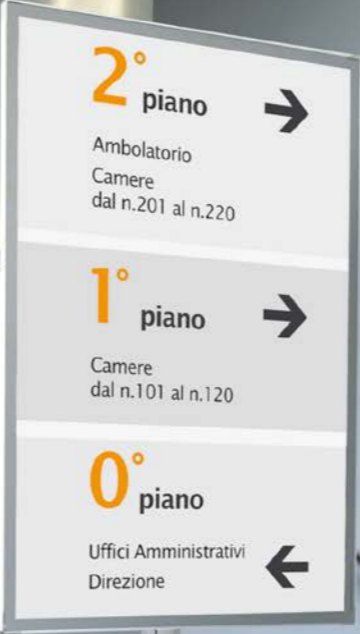 2° piano
Ambolatorio
Camere
dal n.201 al n.220
1° piano
Camere
dal n.101 al n.120
0° piano
Uffici Amministrativi
Direzione